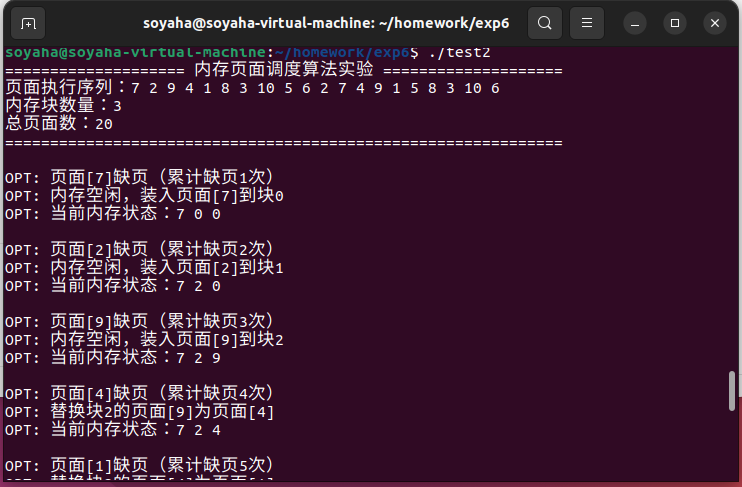 soyaha@soyaha-virtual-machine: ~/homework/exp6
soyaha@soyaha-virtual-machine:~/homework/exp6$ ./test2
==================== 内存页面调度算法实验 ====================
页面执行序列：7 2 9 4 1 8 3 10 5 6 2 7 4 9 1 5 8 3 10 6
内存块数量：3
总页面数：20
==============================================================
OPT: 页面[7]缺页（累计缺页1次）
OPT: 内存空闲，装入页面[7]到块0
OPT: 当前内存状态：7 0 0
OPT: 页面[2]缺页（累计缺页2次）
OPT: 内存空闲，装入页面[2]到块1
OPT: 当前内存状态：7 2 0
OPT: 页面[9]缺页（累计缺页3次）
OPT: 内存空闲，装入页面[9]到块2
OPT: 当前内存状态：7 2 9
OPT: 页面[4]缺页（累计缺页4次）
OPT: 替换块2的页面[9]为页面[4]
OPT: 当前内存状态：7 2 4
OPT: 页面[1]缺页（累计缺页5次）